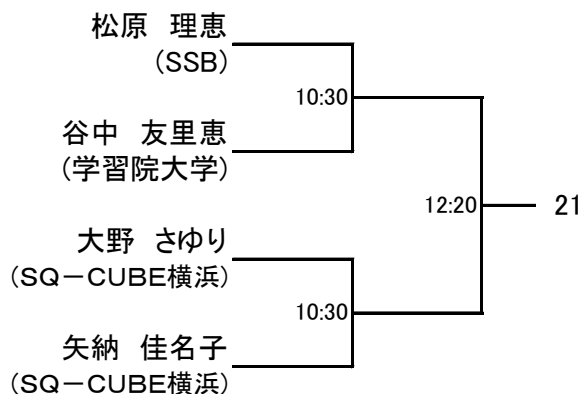 松原　理恵
(SSB)
10:30
谷中　友里恵
(学習院大学)
12:20
21
大野　さゆり
(SQ－CUBE横浜)
10:30
矢納　佳名子
(SQ－CUBE横浜)